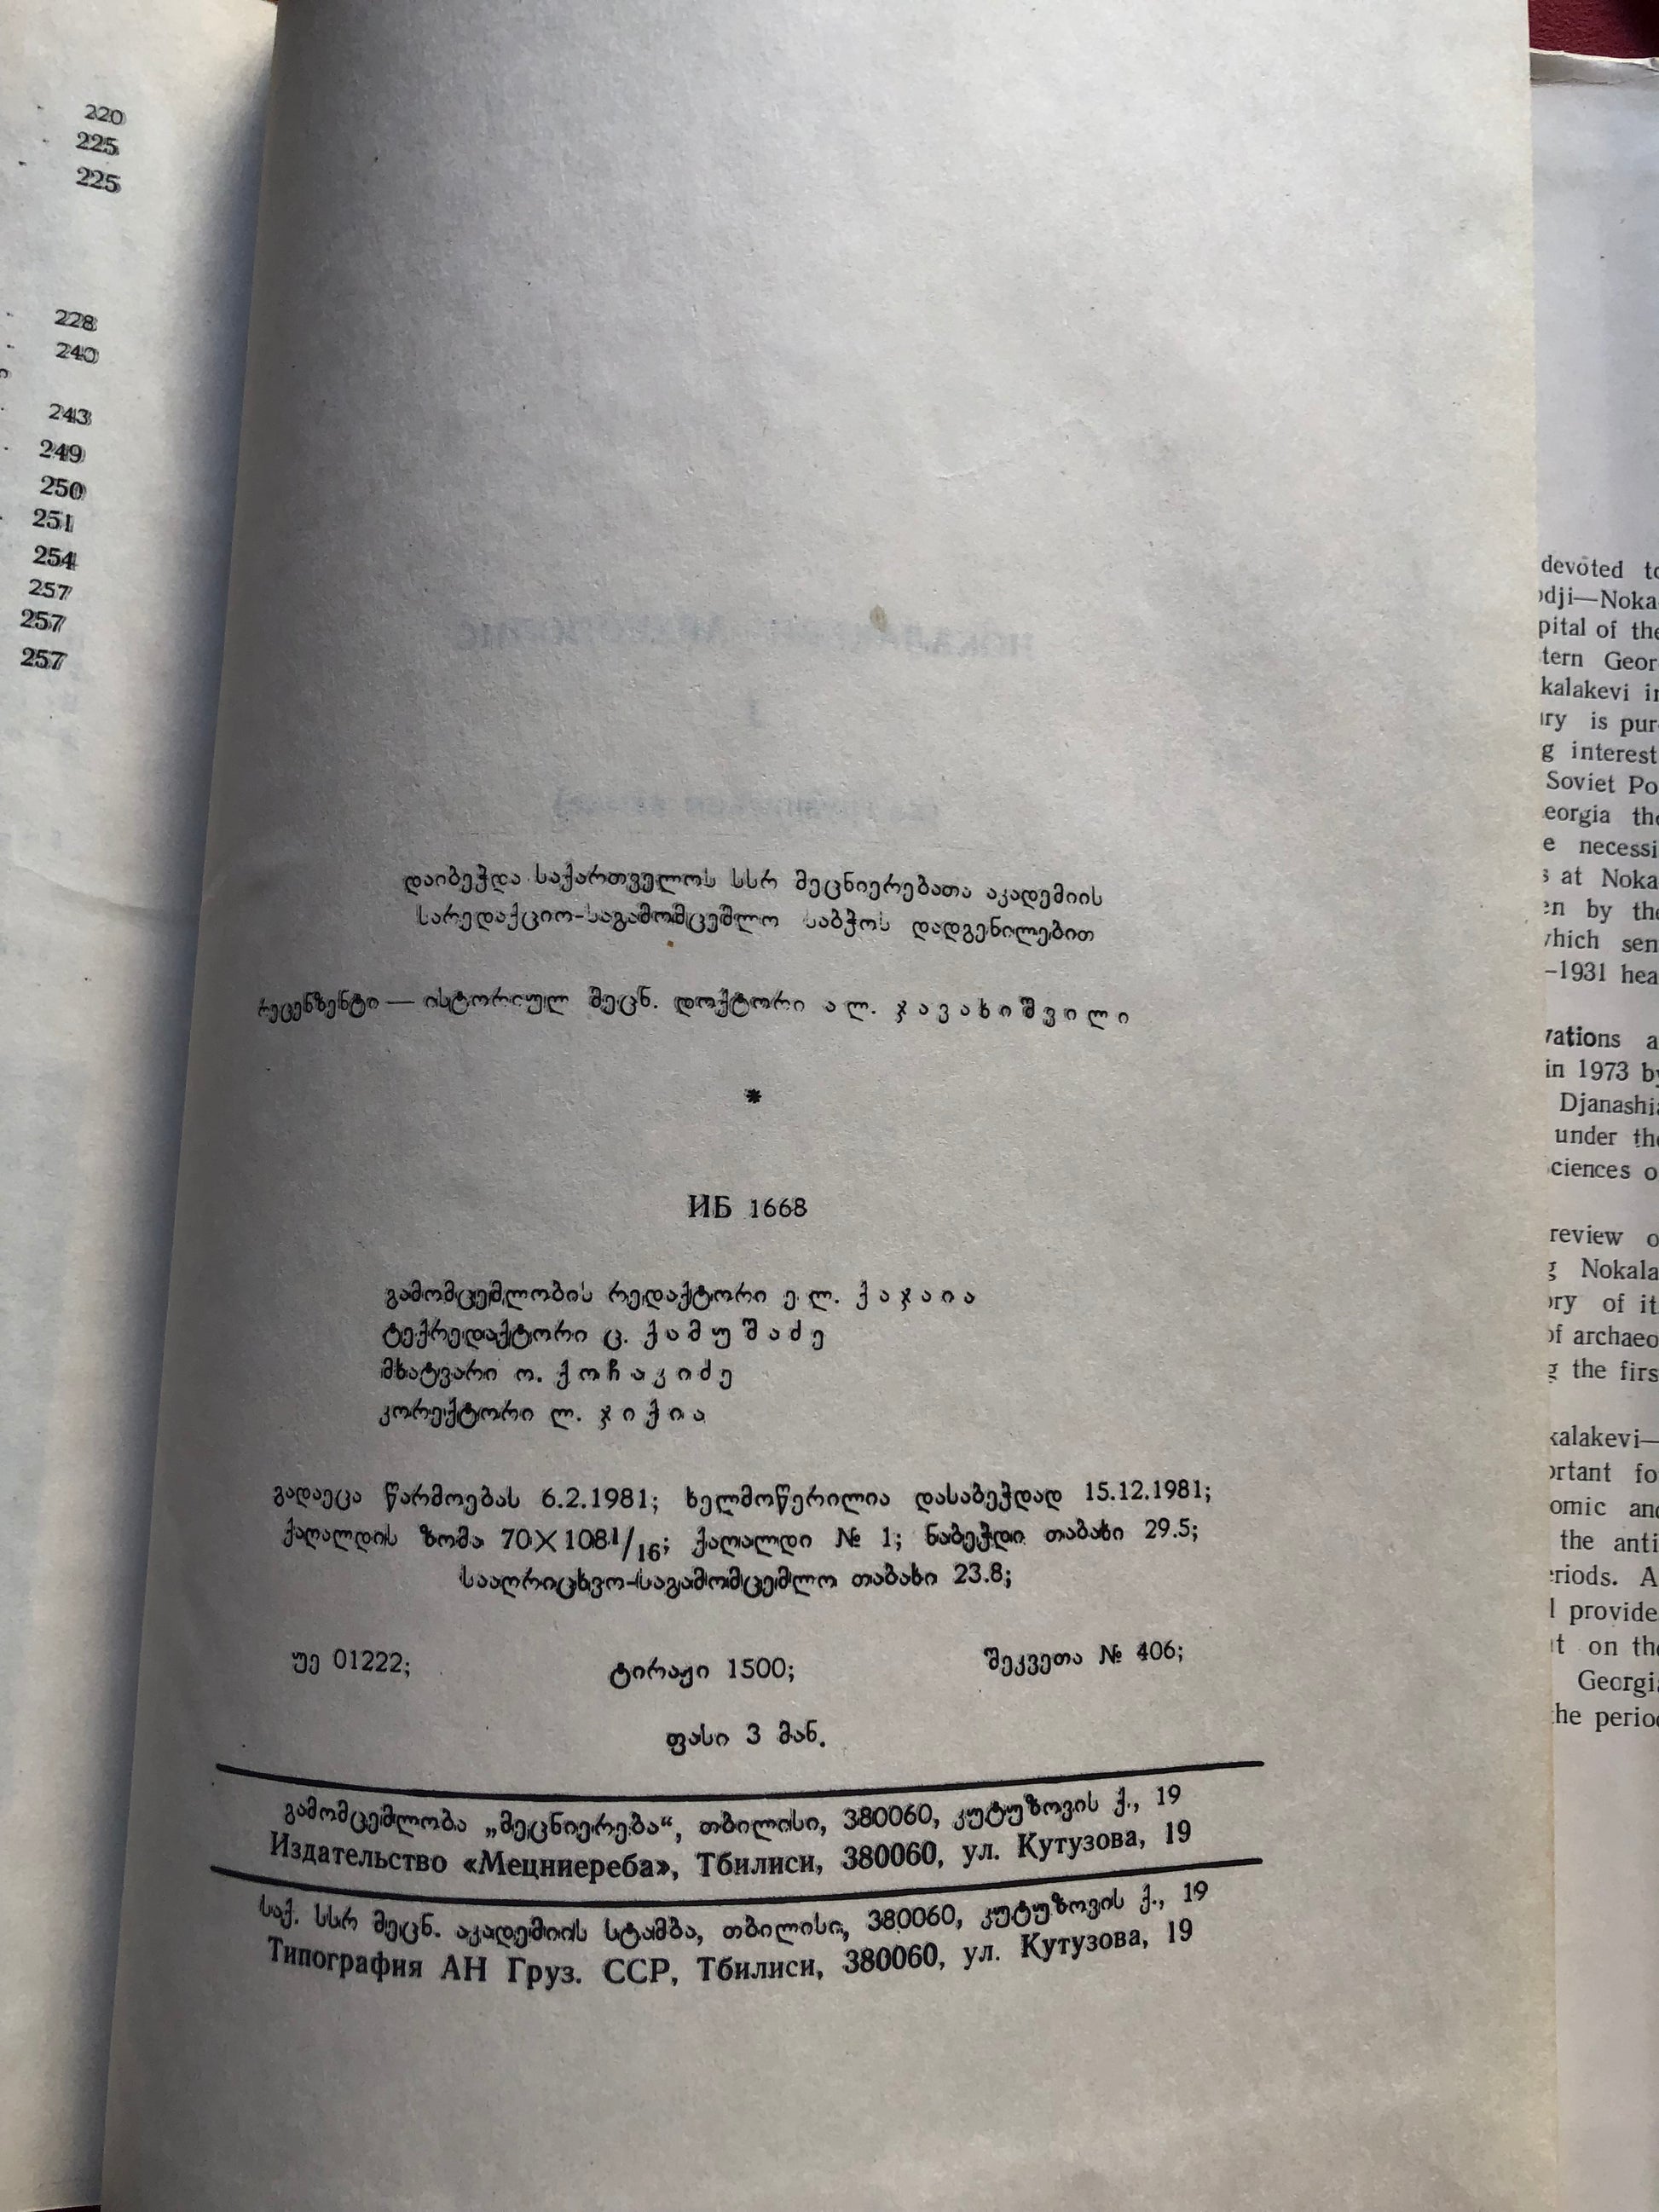 220
225
225
228
240
243
249
250
251
254
257
257
257
დაიბეჭდა საქართველოს სსრ მეცნიერებათა აკადემიის
სარედაქციო-საგამომცემლო საბჭოს დადგენილებით
რეცენზენტი — ისტორიულ მეცნ. დოქტორი ალ. ჯავახიშვილი
*
ИБ 1668
გამომცემლობის რედაქტორი ე ლ. ქაჯაია
ტექრედაქტორი ც. ქამუშაძე
მხატვარი ო. ქოჩაკიძე
კორექტორი ლ. ჯიქია
გადაეცა წარმოებას 6.2.1981; ხელმოწერილია დასაბეჭდად 15.12.1981;
ქაღალდის ზომა 70×108 1/16; ქაღალდი № 1; ნაბეჭდი თაბახი 29.5;
სააღრიცხვო-საგამომცემლო თაბახი 23.8;
უე 01222; ტირაჟი 1500; შეკვეთა № 406;
ფასი 3 მან.
გამომცემლობა „მეცნიერება“, თბილისი, 380060, კუტუზოვის ქ., 19
Издательство «Мецниереба», Тбилиси, 380060, ул. Кутузова, 19
საქ. სსრ მეცნ. აკადემიის სტამბა, თბილისი, 380060, კუტუზოვის ქ., 19
Типография АН Груз. ССР, Тбилиси, 380060, ул. Кутузова, 19
devoted
Noka
pital of the
tern Geor
kalakevi
is pur
interest
Soviet Po
eorgia
necessi
at Noka
en by the
which sen
–1931 hea
vations a
in 1973 by
Djanashia
under the
ciences o
review o
Nokala
ory of it
of archaeo
the firs
kalakevi—
ortant fo
omic and
the anti
eriods. A
provide
on the
Georgia
the period